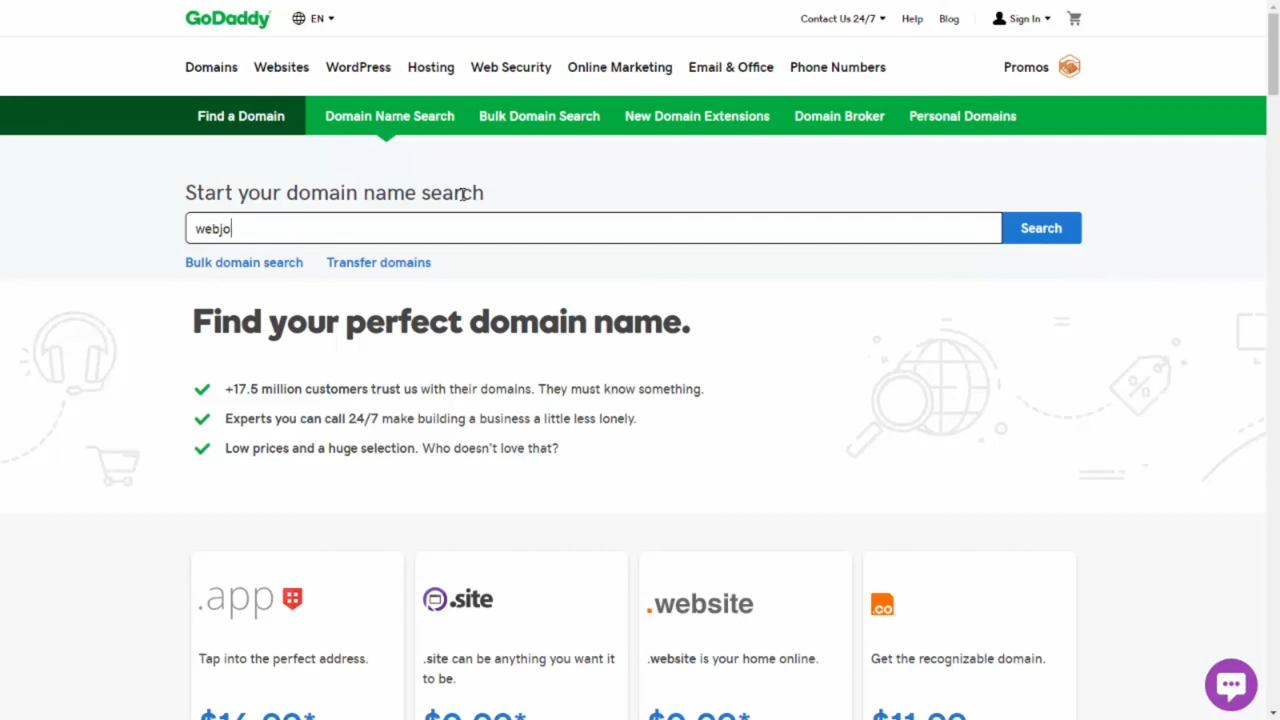 GoDaddy EN Contact Us 24/7 Help Blog Sign In
Domains Websites WordPress Hosting Web Security Online Marketing Email & Office Phone Numbers Promos
Find a Domain Domain Name Search Bulk Domain Search New Domain Extensions Domain Broker Personal Domains
Start your domain name search
webjo Search
Bulk domain search Transfer domains
Find your perfect domain name.
+17.5 million customers trust us with their domains. They must know something.
Experts you can call 24/7 make building a business a little less lonely.
Low prices and a huge selection. Who doesn't love that?
.app .site .website .co
Tap into the perfect address. .site can be anything you want it .website is your home online. Get the recognizable domain.
to be.